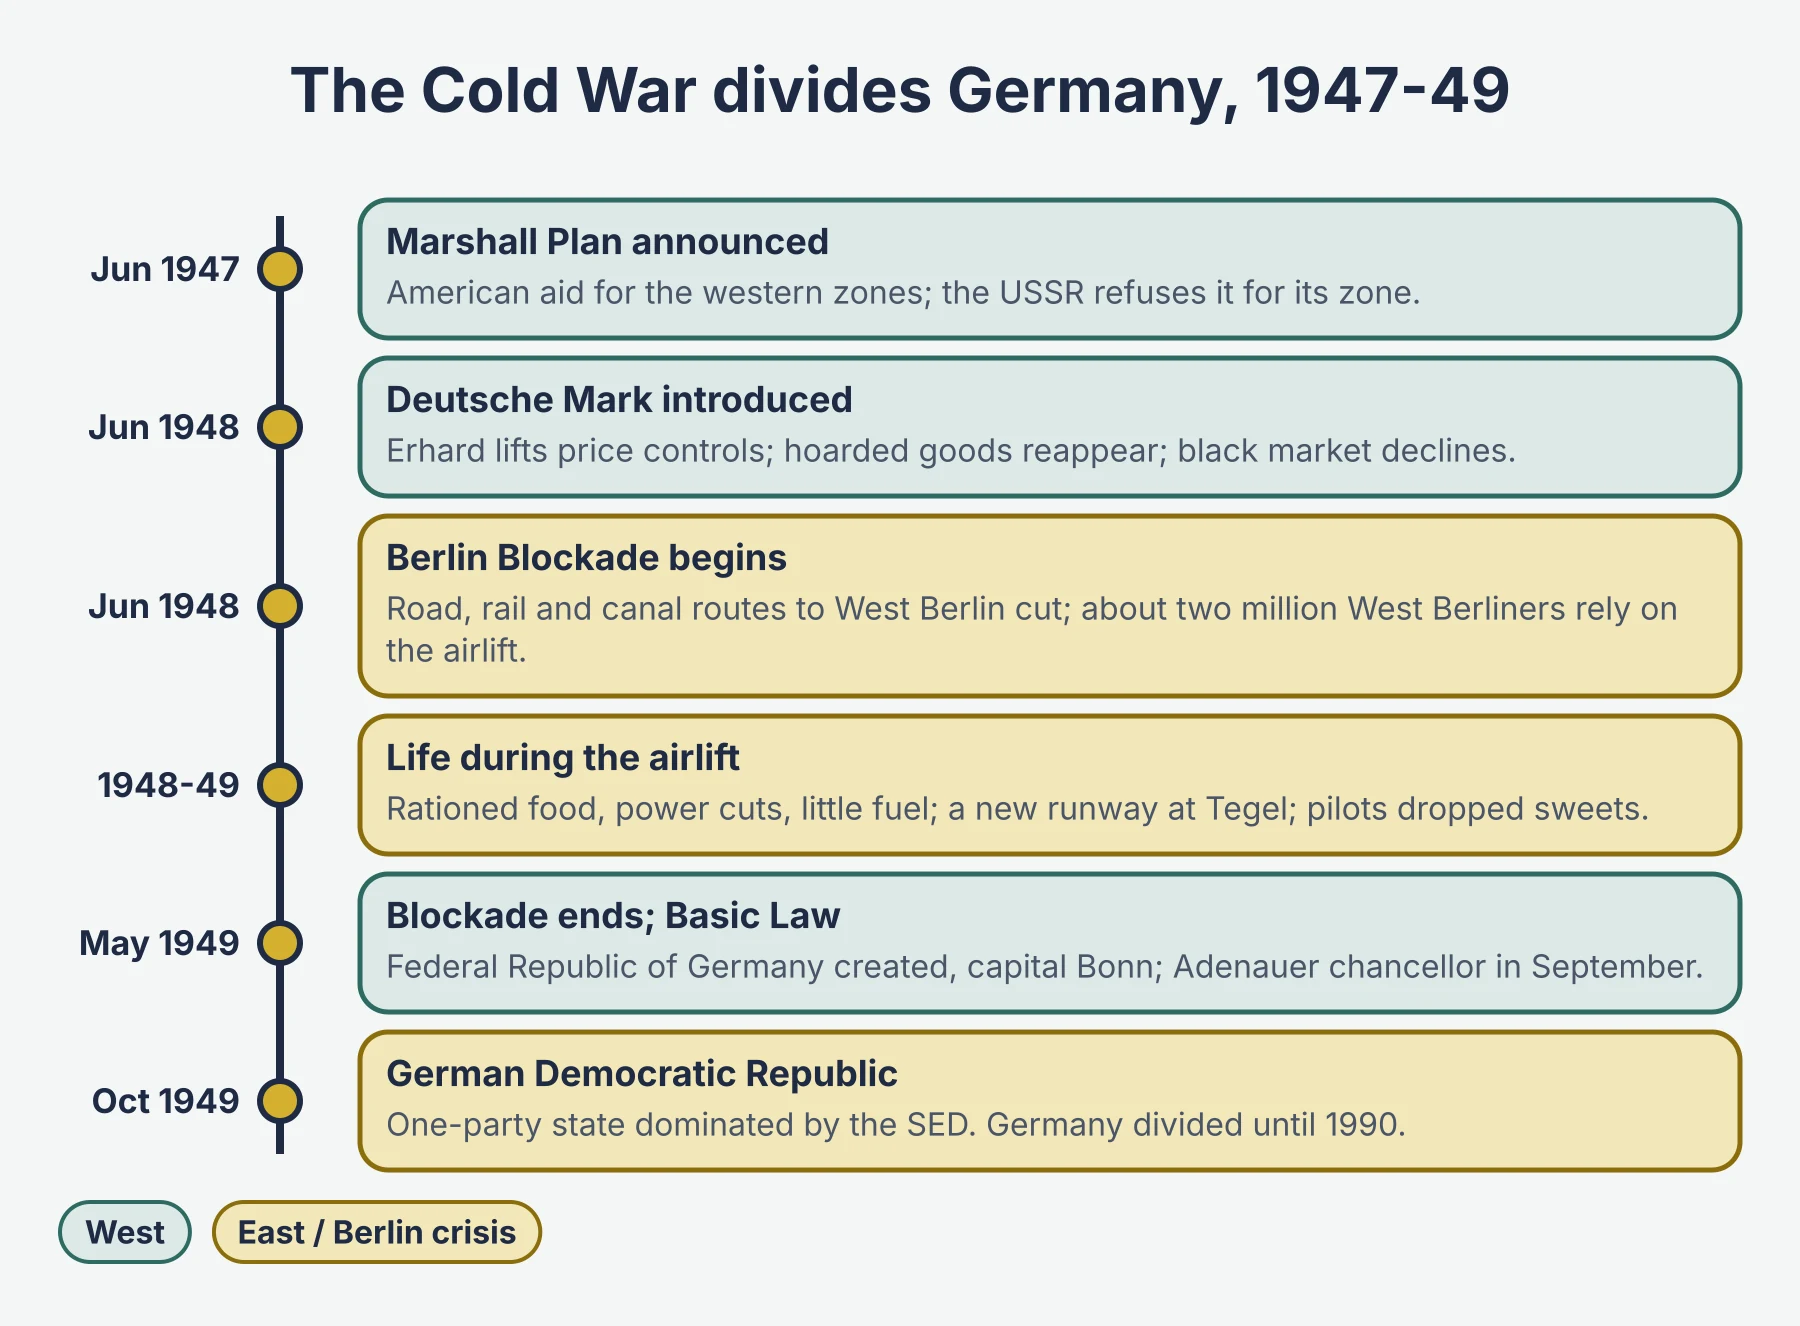 The Cold War divides Germany, 1947-49
Jun 1947
Marshall Plan announced
American aid for the western zones; the USSR refuses it for its zone.
Jun 1948
Deutsche Mark introduced
Erhard lifts price controls; hoarded goods reappear; black market declines.
Jun 1948
Berlin Blockade begins
Road, rail and canal routes to West Berlin cut; about two million West Berliners rely on
the airlift.
1948-49
Life during the airlift
Rationed food, power cuts, little fuel; a new runway at Tegel; pilots dropped sweets.
May 1949
Blockade ends; Basic Law
Federal Republic of Germany created, capital Bonn; Adenauer chancellor in September.
Oct 1949
German Democratic Republic
One-party state dominated by the SED. Germany divided until 1990.
West
East / Berlin crisis